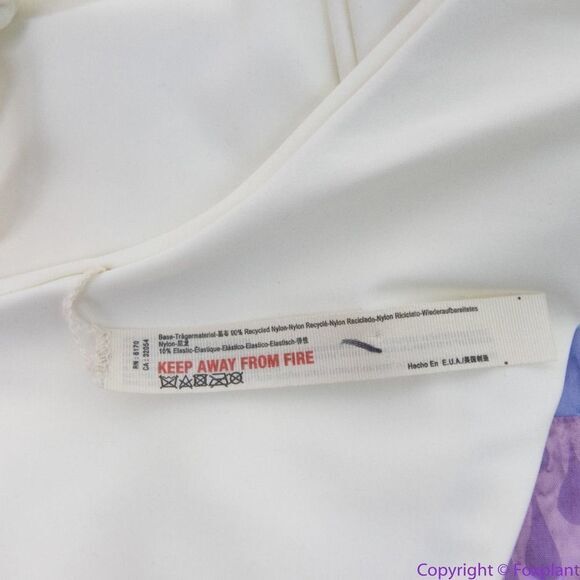 RN : 6170
CA : 32054
Base-Trägermaterial-基布 90% Recycled Nylon-Nylon Recyclé-Nylon Reciclado-Nylon Riciclato-Wiederaufbereitetes
Nylon-尼龙
10% Elastic-Élastique-Elástico-Elastico-Elastisch-弹性
KEEP AWAY FROM FIRE
Hecho En E.U.A./美国制造
Copyright © Foxplant